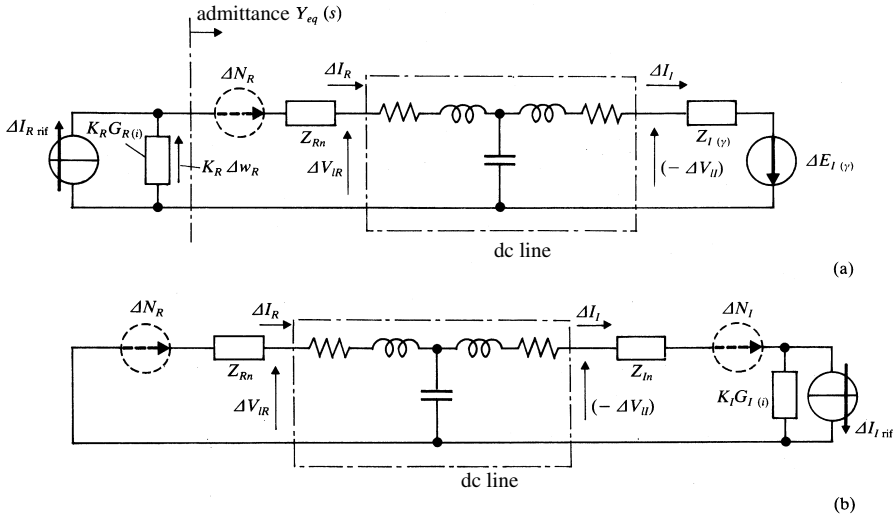 admittance Y_eq (s)
ΔN_R
ΔI_R
ΔI_I
ΔI_R rif
K_R G_R(i)
K_R Δw_R
Z_Rn
ΔV_lR
(− ΔV_lI)
Z_I (γ)
ΔE_I (γ)
dc line
(a)
ΔN_R
ΔI_R
ΔI_I
ΔN_I
Z_Rn
ΔV_lR
(− ΔV_lI)
Z_In
K_I G_I (i)
ΔI_I rif
dc line
(b)